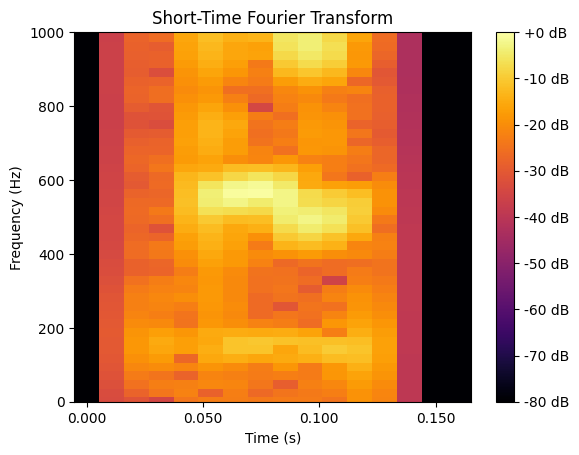 Short-Time Fourier Transform
1000
800
600
400
200
0
Frequency (Hz)
0.000
0.050
0.100
0.150
Time (s)
+0 dB
-10 dB
-20 dB
-30 dB
-40 dB
-50 dB
-60 dB
-70 dB
-80 dB